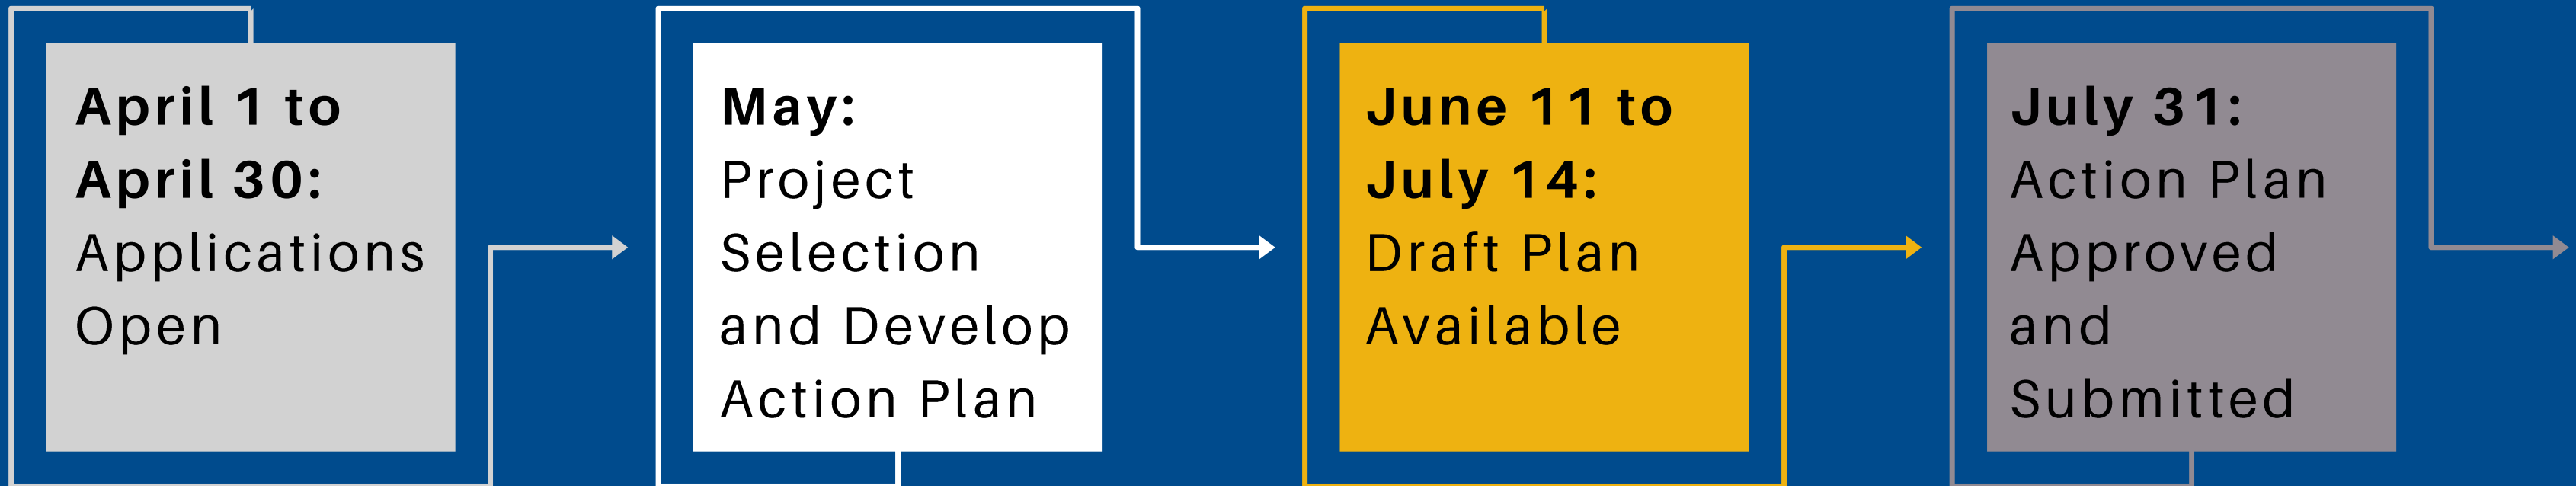 April 1 to
April 30:
Applications
Open
May:
Project
Selection
and Develop
Action Plan
June 11 to
July 14:
Draft Plan
Available
July 31:
Action Plan
Approved
and
Submitted